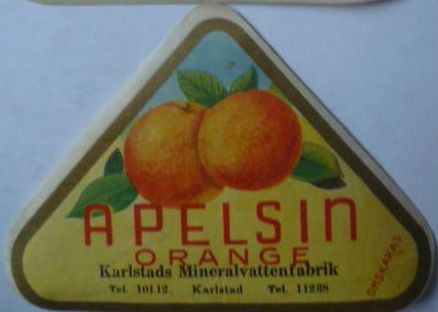 APELSIN
ORANGE
Karlstads Mineralvattenfabrik
Tel. 10112 Karlstad Tel. 11238
OMSKAKAS